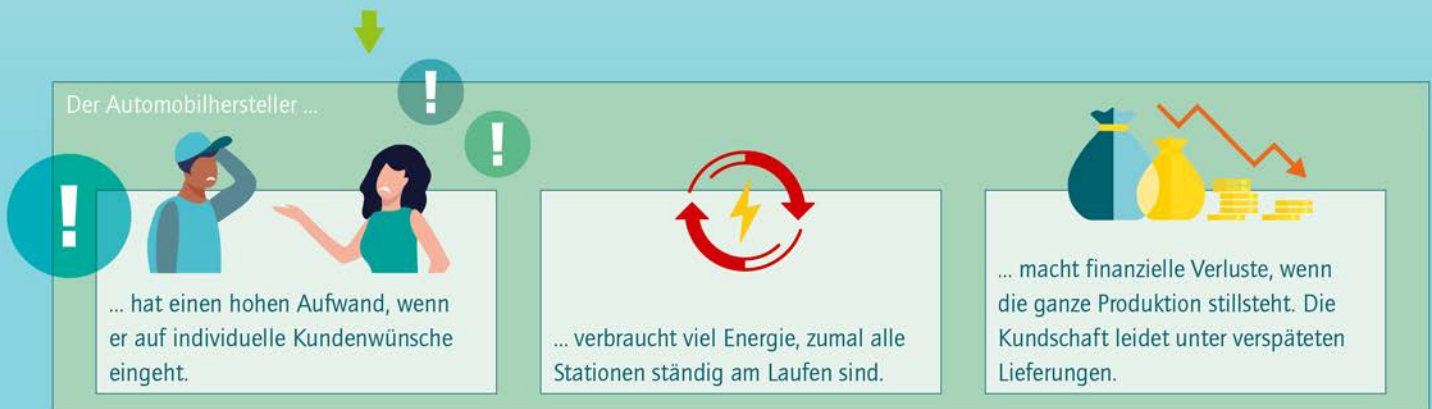 Der Automobilhersteller ...
... hat einen hohen Aufwand, wenn
er auf individuelle Kundenwünsche
eingeht.
... verbraucht viel Energie, zumal alle
Stationen ständig am Laufen sind.
... macht finanzielle Verluste, wenn
die ganze Produktion stillsteht. Die
Kundschaft leidet unter verspäteten
Lieferungen.